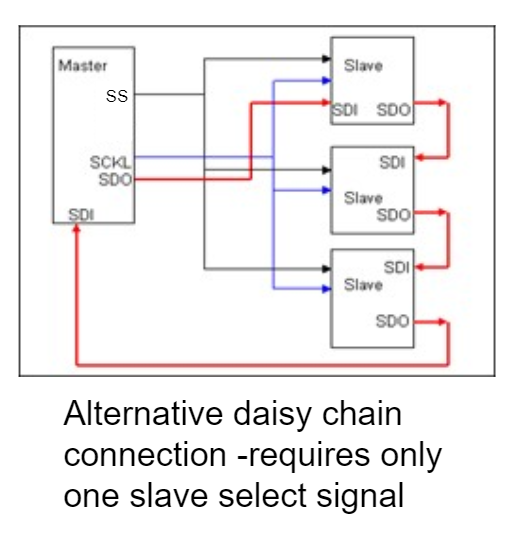 Master
SS
SCKL
SDO
SDI
Slave
SDI SDO
SDI
Slave
SDO
SDI
Slave
SDO
Alternative daisy chain
connection -requires only
one slave select signal